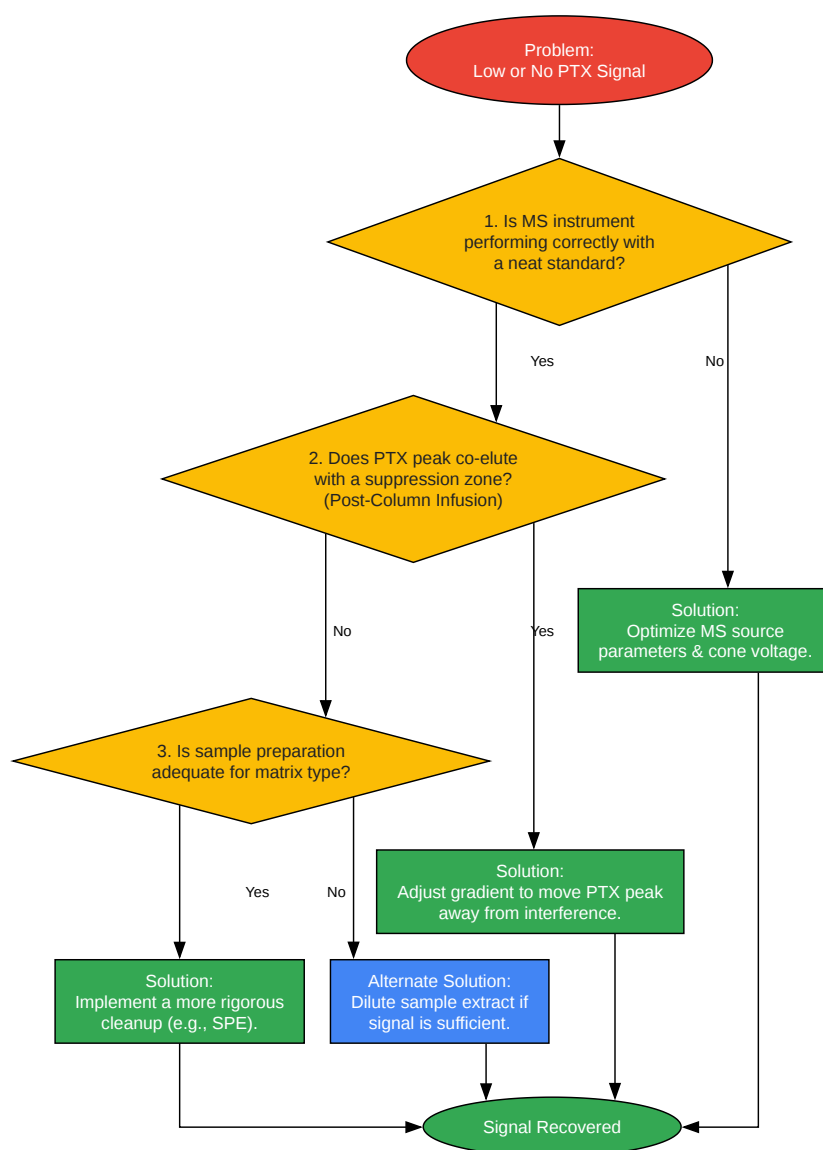 Problem:
Low or No PTX Signal
1. Is MS instrument
performing correctly with
a neat standard?
Yes
No
2. Does PTX peak co-elute
with a suppression zone?
(Post-Column Infusion)
No
Yes
Solution:
Optimize MS source
parameters & cone voltage.
3. Is sample preparation
adequate for matrix type?
Yes
No
Solution:
Adjust gradient to move PTX peak
away from interference.
Solution:
Implement a more rigorous
cleanup (e.g., SPE).
Alternate Solution:
Dilute sample extract if
signal is sufficient.
Signal Recovered